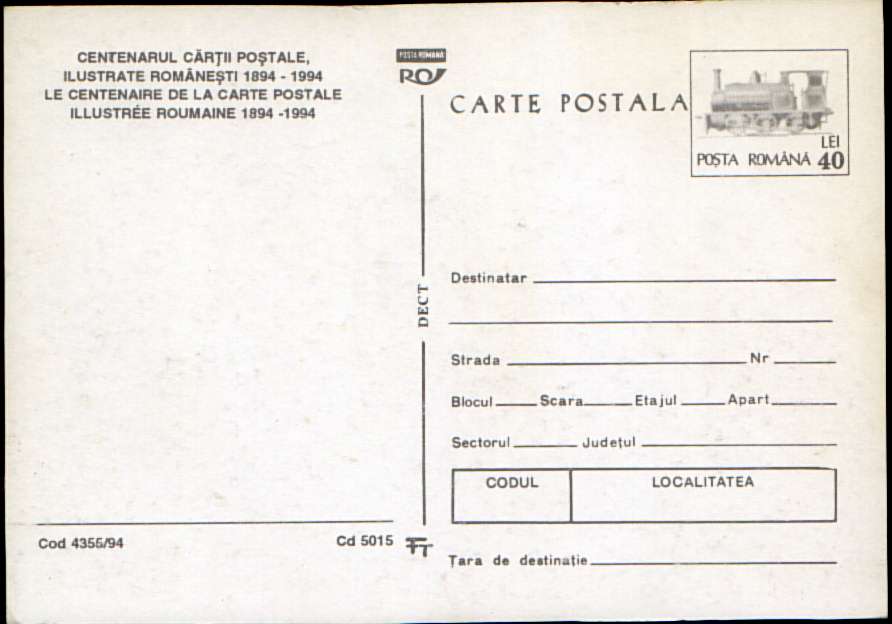 CENTENARUL CĂRȚII POȘTALE,
ILUSTRATE ROMÂNEȘTI 1894 - 1994
LE CENTENAIRE DE LA CARTE POSTALE
ILLUSTRÉE ROUMAINE 1894 -1994
Cod 4355/94
Cd 5015
POSTA ROMANA
RO
DECT
CARTE POSTALA
LEI
POȘTA ROMÂNĂ 40
Destinatar
Strada Nr
Blocul Scara Etajul Apart
Sectorul Județul
CODUL LOCALITATEA
Țara de destinație